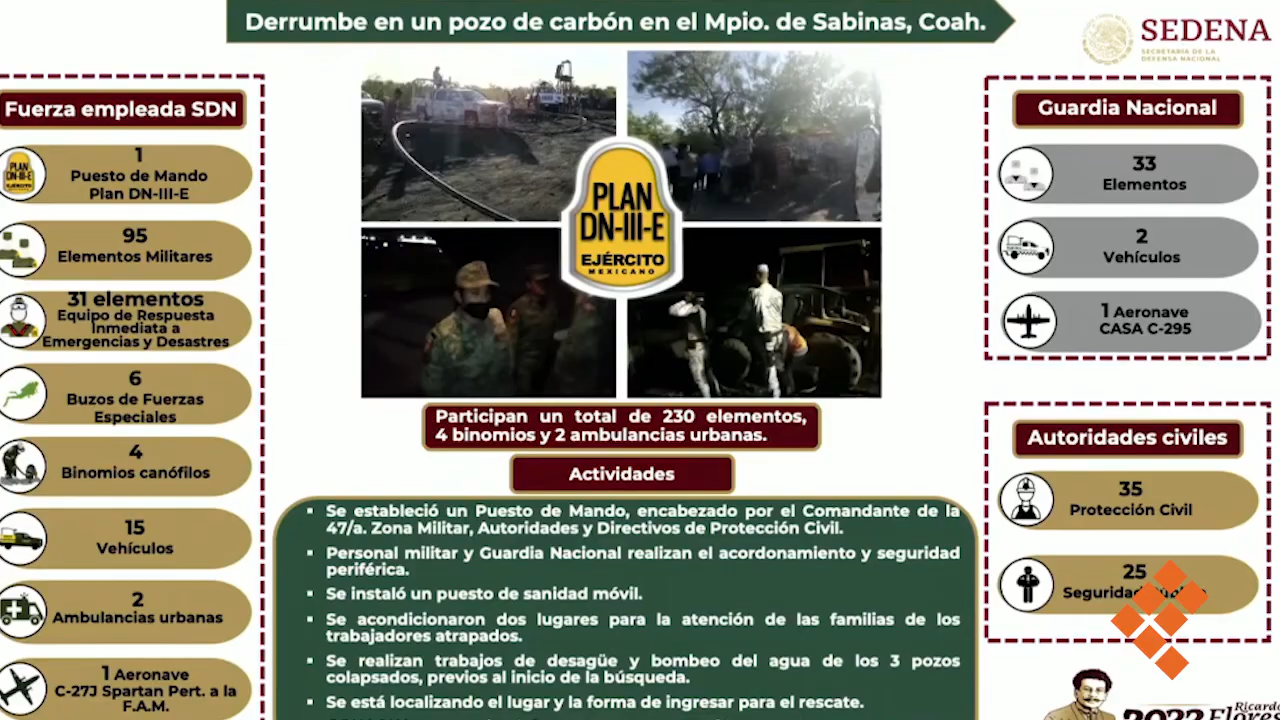 Derrumbe en un pozo de carbón en el Mpio. de Sabinas, Coah.
SEDENA
SECRETARÍA DE LA
DEFENSA NACIONAL
Fuerza empleada SDN
PLAN
DN-III-E
EJÉRCITO
1
Puesto de Mando
Plan DN-III-E
95
Elementos Militares
31 elementos
Equipo de Respuesta
Inmediata a
Emergencias y Desastres
6
Buzos de Fuerzas
Especiales
4
Binomios canófilos
15
Vehículos
2
Ambulancias urbanas
1 Aeronave
C-27J Spartan Pert. a la
F.A.M.
PLAN
DN-III-E
EJÉRCITO
MEXICANO
Participan un total de 230 elementos,
4 binomios y 2 ambulancias urbanas.
Actividades
▪ Se estableció un Puesto de Mando, encabezado por el Comandante de la
47/a. Zona Militar, Autoridades y Directivos de Protección Civil.
▪ Personal militar y Guardia Nacional realizan el acordonamiento y seguridad
periférica.
▪ Se instaló un puesto de sanidad móvil.
▪ Se acondicionaron dos lugares para la atención de las familias de los
trabajadores atrapados.
▪ Se realizan trabajos de desagüe y bombeo del agua de los 3 pozos
colapsados, previos al inicio de la búsqueda.
▪ Se está localizando el lugar y la forma de ingresar para el rescate.
Guardia Nacional
33
Elementos
2
Vehículos
1 Aeronave
CASA C-295
Autoridades civiles
35
Protección Civil
25
Seguridad
Ricardo
2022 Flores